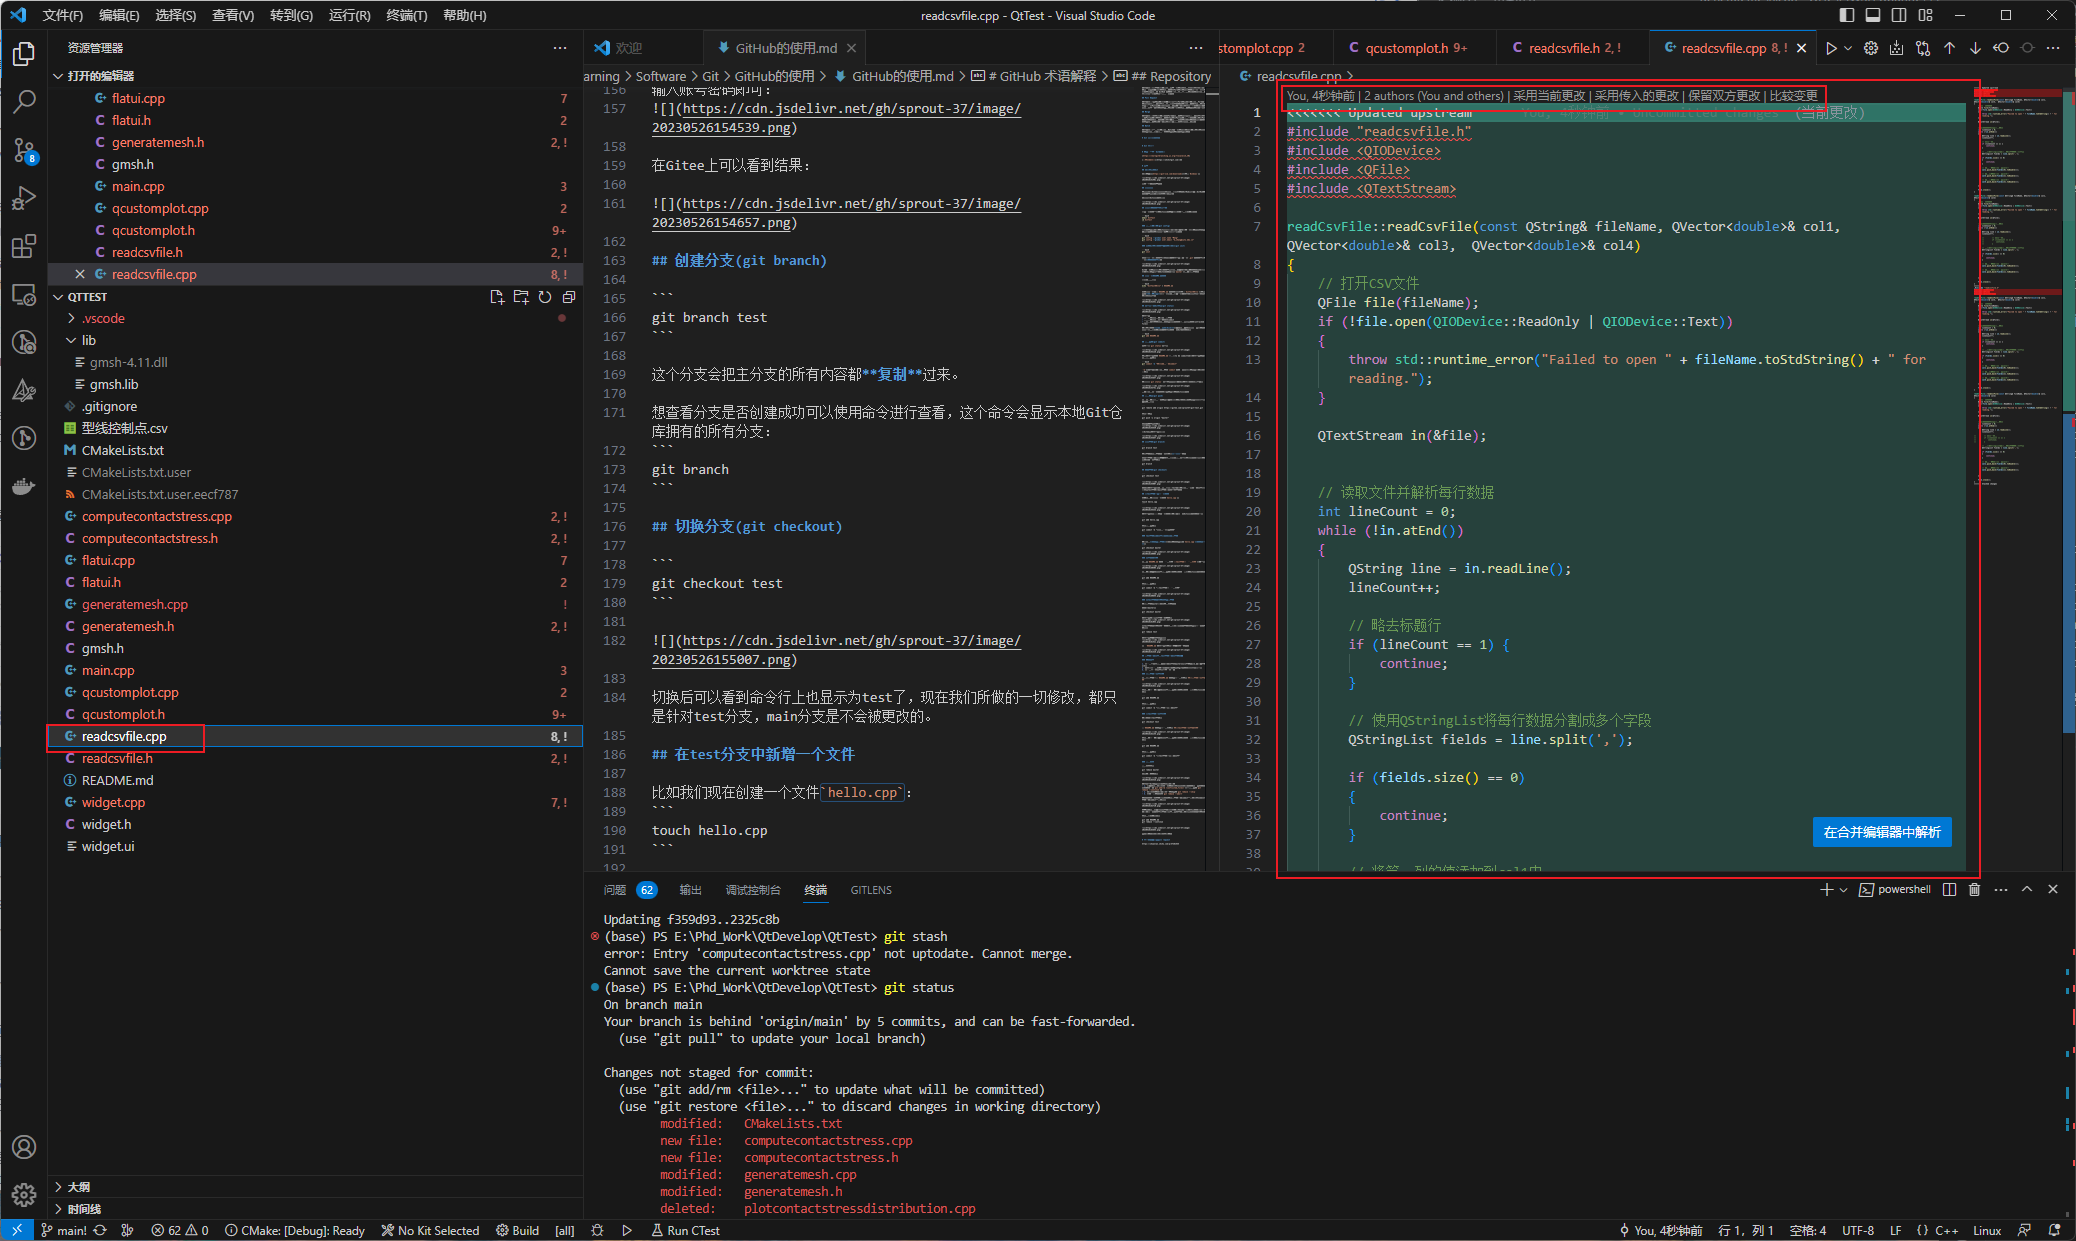 文件(F) 编辑(E) 选择(S) 查看(V) 转到(G) 运行(R) 终端(T) 帮助(H)
readcsvfile.cpp - QtTest - Visual Studio Code
资源管理器
打开的编辑器
flatui.cpp 7
flatui.h 2
generatemesh.h 2, !
gmsh.h
main.cpp 3
qcustomplot.cpp 2
qcustomplot.h 9+
readcsvfile.h 2, !
readcsvfile.cpp 8, !
QTTEST
.vscode
lib
gmsh-4.11.dll
gmsh.lib
.gitignore
型线控制点.csv
CMakeLists.txt
CMakeLists.txt.user
CMakeLists.txt.user.eecf787
computecontactstress.cpp 2, !
computecontactstress.h 2, !
flatui.cpp 7
flatui.h 2
generatemesh.cpp !
generatemesh.h 2, !
gmsh.h
main.cpp 3
qcustomplot.cpp 2
qcustomplot.h 9+
readcsvfile.cpp 8, !
readcsvfile.h 2, !
README.md
widget.cpp 7, !
widget.h
widget.ui
大纲
时间线
欢迎
GitHub的使用.md
arning > Software > Git > GitHub的使用 > GitHub的使用.md > # GitHub 术语解释 > ## Repository
156 输入账号密码即可:
157 ![](https://cdn.jsdelivr.net/gh/sprout-37/image/
20230526154539.png)
158
159 在Gitee上可以看到结果:
160
161 ![](https://cdn.jsdelivr.net/gh/sprout-37/image/
20230526154657.png)
162
163 ## 创建分支(git branch)
164
165 ```
166 git branch test
167 ```
168
169 这个分支会把主分支的所有内容都**复制**过来。
170
171 想查看分支是否创建成功可以使用命令进行查看，这个命令会显示本地Git仓
库拥有的所有分支:
172 ```
173 git branch
174 ```
175
176 ## 切换分支(git checkout)
177
178 ```
179 git checkout test
180 ```
181
182 ![](https://cdn.jsdelivr.net/gh/sprout-37/image/
20230526155007.png)
183
184 切换后可以看到命令行上也显示为test了，现在我们所做的一切修改，都只
是针对test分支，main分支是不会被更改的。
185
186 ## 在test分支中新增一个文件
187
188 比如我们现在创建一个文件`hello.cpp`:
189 ```
190 touch hello.cpp
191 ```
192
stomplot.cpp 2
qcustomplot.h 9+
readcsvfile.h 2, !
readcsvfile.cpp 8, !
readcsvfile.cpp >
You, 4秒钟前 | 2 authors (You and others) | 采用当前更改 | 采用传入的更改 | 保留双方更改 | 比较变更
1 <<<<<<< Updated upstream You, 4秒钟前 • Uncommitted changes (当前更改)
2 #include "readcsvfile.h"
3 #include <QIODevice>
4 #include <QFile>
5 #include <QTextStream>
6
7 readCsvFile::readCsvFile(const QString& fileName, QVector<double>& col1,
QVector<double>& col3, QVector<double>& col4)
8 {
9 // 打开CSV文件
10 QFile file(fileName);
11 if (!file.open(QIODevice::ReadOnly | QIODevice::Text))
12 {
13 throw std::runtime_error("Failed to open " + fileName.toStdString() + " for
reading.");
14 }
15
16 QTextStream in(&file);
17
18
19 // 读取文件并解析每行数据
20 int lineCount = 0;
21 while (!in.atEnd())
22 {
23 QString line = in.readLine();
24 lineCount++;
25
26 // 略去标题行
27 if (lineCount == 1) {
28 continue;
29 }
30
31 // 使用QStringList将每行数据分割成多个字段
32 QStringList fields = line.split(',');
33
34 if (fields.size() == 0)
35 {
36 continue;
37 }
38
在合并编辑器中解析
问题 62 输出 调试控制台 终端 GITLENS
powershell
Updating f359d93..2325c8b
(base) PS E:\Phd_Work\QtDevelop\QtTest> git stash
error: Entry 'computecontactstress.cpp' not uptodate. Cannot merge.
Cannot save the current worktree state
(base) PS E:\Phd_Work\QtDevelop\QtTest> git status
On branch main
Your branch is behind 'origin/main' by 5 commits, and can be fast-forwarded.
(use "git pull" to update your local branch)
Changes not staged for commit:
(use "git add/rm <file>..." to update what will be committed)
(use "git restore <file>..." to discard changes in working directory)
modified: CMakeLists.txt
new file: computecontactstress.cpp
new file: computecontactstress.h
modified: generatemesh.cpp
modified: generatemesh.h
deleted: plotcontactstressdistribution.cpp
8
main! 62 0 CMake: [Debug]: Ready No Kit Selected Build [all] Run CTest
You, 4秒钟前 行 1，列 1 空格: 4 UTF-8 LF {} C++ Linux